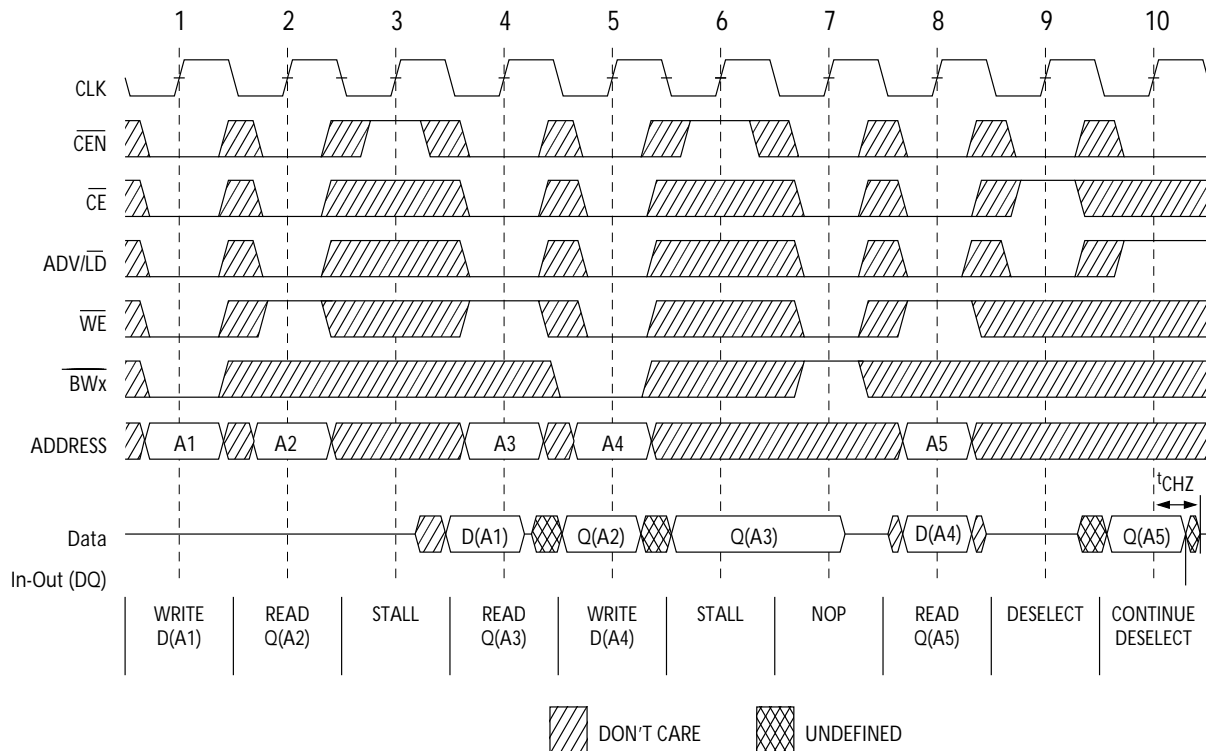 1 2 3 4 5 6 7 8 9 10
CLK
CEN
CE
ADV/LD
WE
BWx
ADDRESS A1 A2 A3 A4 A5
tCHZ
Data D(A1) Q(A2) Q(A3) D(A4) Q(A5)
In-Out (DQ)
WRITE READ STALL READ WRITE STALL NOP READ DESELECT CONTINUE
D(A1) Q(A2) Q(A3) D(A4) Q(A5) DESELECT
DON'T CARE UNDEFINED